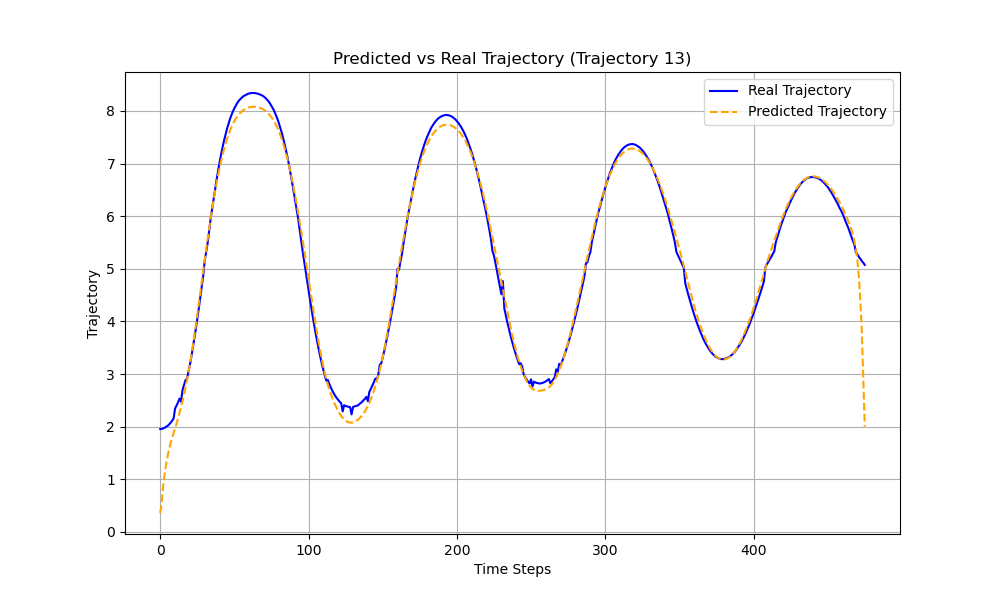 Predicted vs Real Trajectory (Trajectory 13)
Real Trajectory
Predicted Trajectory
8
7
6
5
4
3
2
1
0
Trajectory
0 100 200 300 400
Time Steps